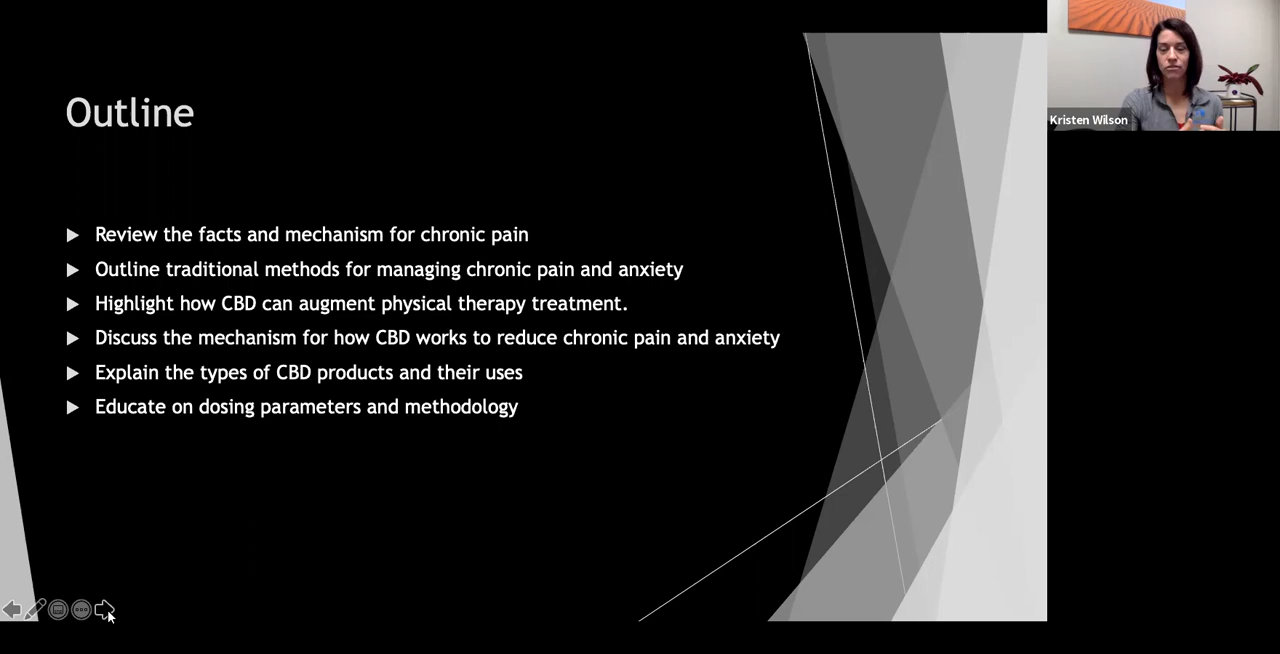 Outline
Review the facts and mechanism for chronic pain
Outline traditional methods for managing chronic pain and anxiety
Highlight how CBD can augment physical therapy treatment.
Discuss the mechanism for how CBD works to reduce chronic pain and anxiety
Explain the types of CBD products and their uses
Educate on dosing parameters and methodology
Kristen Wilson